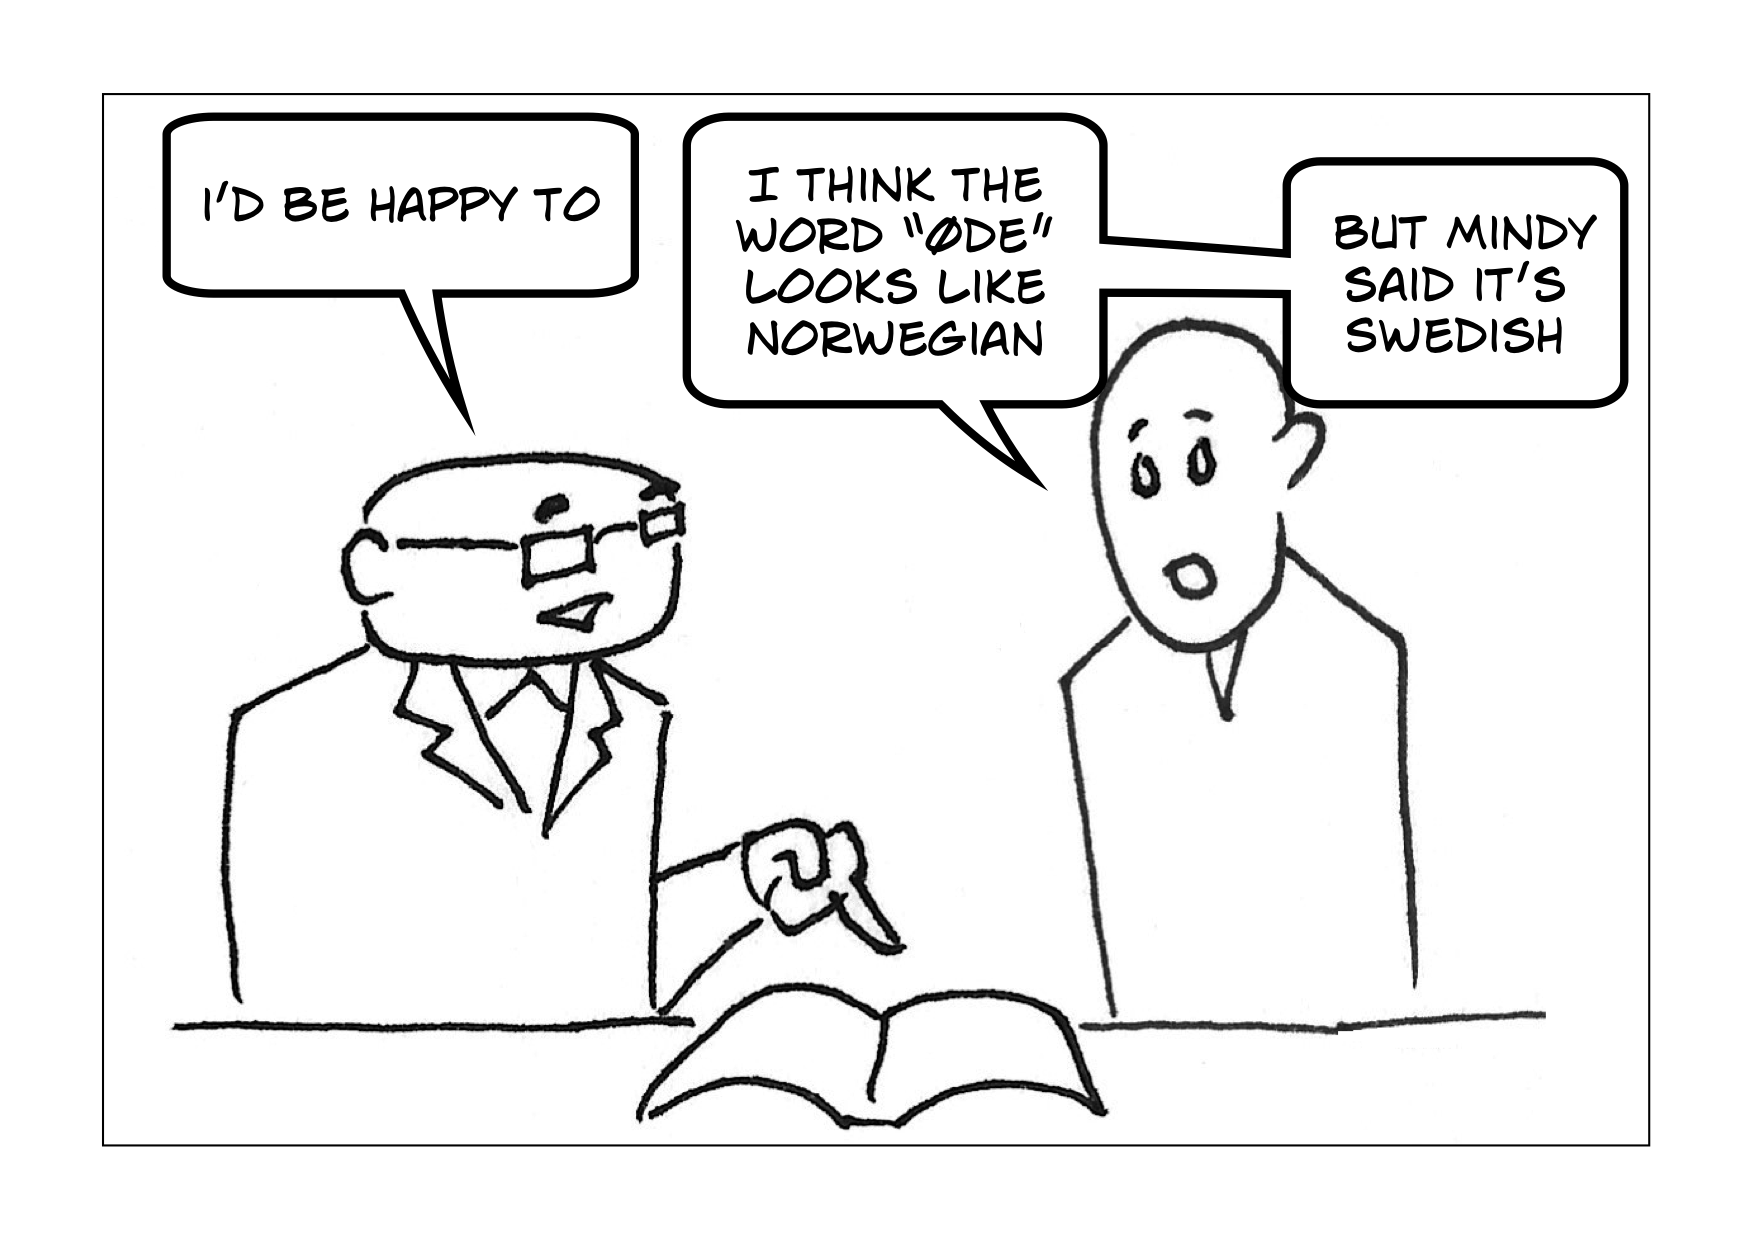 I'D BE HAPPY TO
I THINK THE
WORD "ØDE"
LOOKS LIKE
NORWEGIAN
BUT MINDY
SAID IT'S
SWEDISH